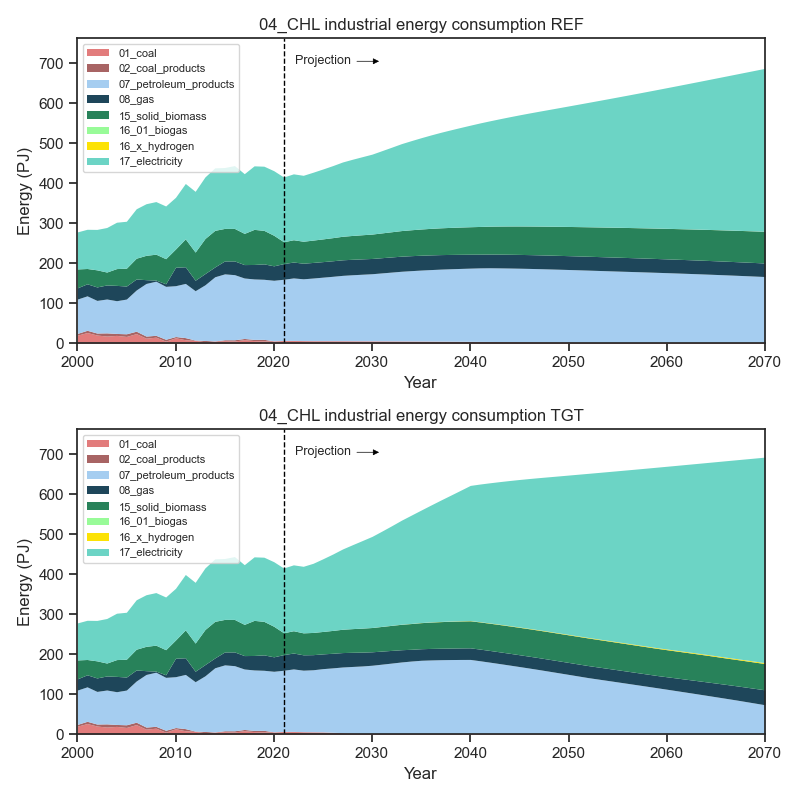 04_CHL industrial energy consumption REF
700
600
500
400
300
200
100
0
Energy (PJ)
01_coal
02_coal_products
07_petroleum_products
08_gas
15_solid_biomass
16_01_biogas
16_x_hydrogen
17_electricity
Projection
2000 2010 2020 2030 2040 2050 2060 2070
Year
04_CHL industrial energy consumption TGT
700
600
500
400
300
200
100
0
Energy (PJ)
01_coal
02_coal_products
07_petroleum_products
08_gas
15_solid_biomass
16_01_biogas
16_x_hydrogen
17_electricity
Projection
2000 2010 2020 2030 2040 2050 2060 2070
Year